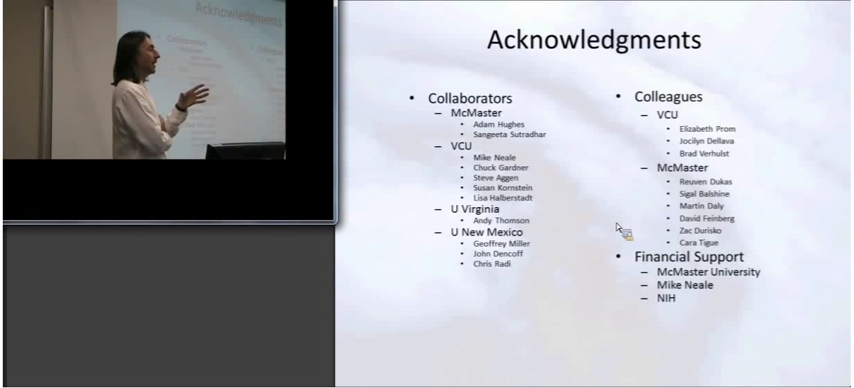 Acknowledgments
• Collaborators
– McMaster
• Adam Hughes
• Sangeeta Sutradhar
– VCU
• Mike Neale
• Chuck Gardner
• Steve Aggen
• Susan Kornstein
• Lisa Halberstadt
– U Virginia
• Andy Thomson
– U New Mexico
• Geoffrey Miller
• John Dencoff
• Chris Radi
• Colleagues
– VCU
• Elizabeth Prom
• Jocilyn Dellava
• Brad Verhulst
– McMaster
• Reuven Dukas
• Sigal Balshine
• Martin Daly
• David Feinberg
• Zac Durisko
• Cara Tigue
• Financial Support
– McMaster University
– Mike Neale
– NIH
Acknowledgments